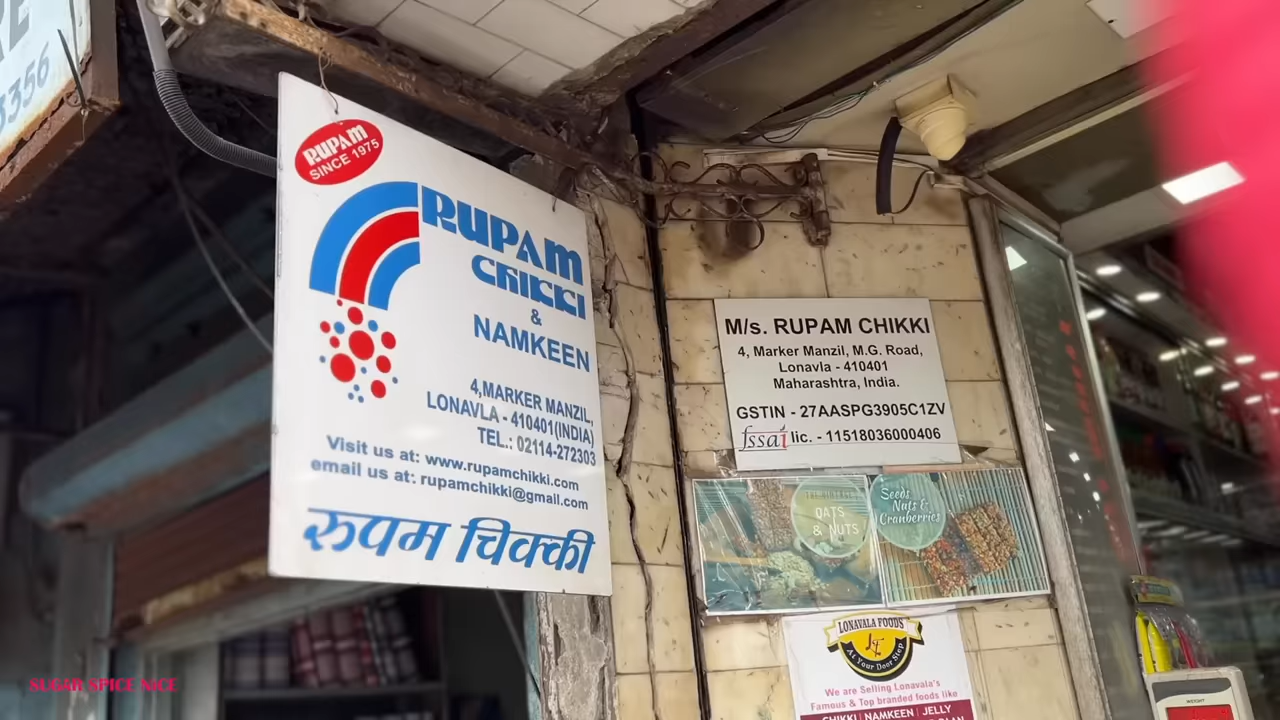 3356
RUPAM
SINCE 1975
RUPAM
CHIKKI
&
NAMKEEN
4,MARKER MANZIL,
LONAVLA - 410401(INDIA)
TEL.: 02114-272303
Visit us at: www.rupamchikki.com
email us at: rupamchikki@gmail.com
रुपम चिक्की
M/s. RUPAM CHIKKI
4, Marker Manzil, M.G. Road,
Lonavla - 410401
Maharashtra, India.
GSTIN - 27AASPG3905C1ZV
fssai lic. - 11518036000406
OATS
& NUTS
Seeds
Nuts &
Cranberries
LONAVALA FOODS
LF
At Your Door Step
We are Selling Lonavala's
Famous & Top branded foods like
CHIKKI | NAMKEEN | JELLY
WEIGHT
SUGAR SPICE NICE